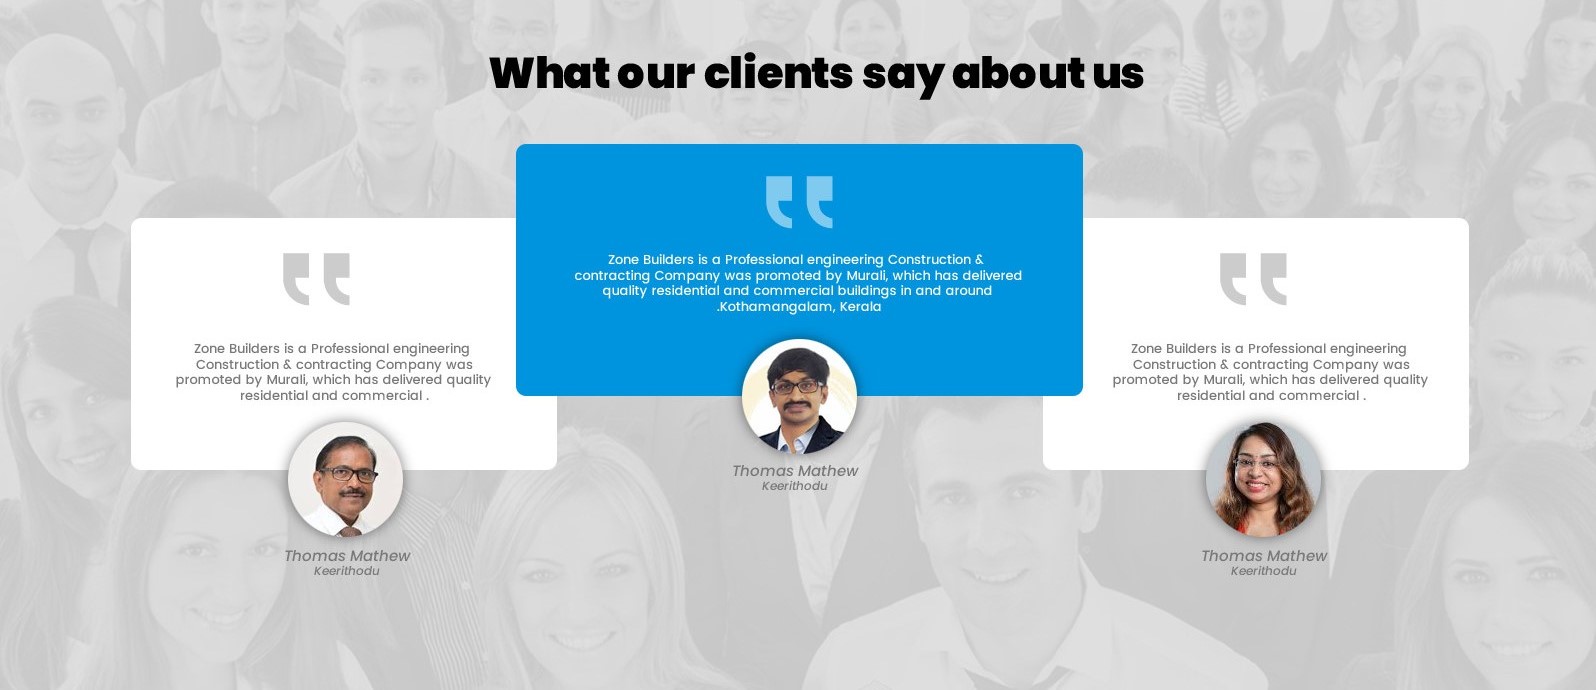 What our clients say about us
Zone Builders is a Professional engineering
Construction & contracting Company was
promoted by Murali, which has delivered quality
residential and commercial .
Thomas Mathew
Keerithodu
Zone Builders is a Professional engineering Construction &
contracting Company was promoted by Murali, which has delivered
quality residential and commercial buildings in and around
.Kothamangalam, Kerala
Thomas Mathew
Keerithodu
Zone Builders is a Professional engineering
Construction & contracting Company was
promoted by Murali, which has delivered quality
residential and commercial .
Thomas Mathew
Keerithodu